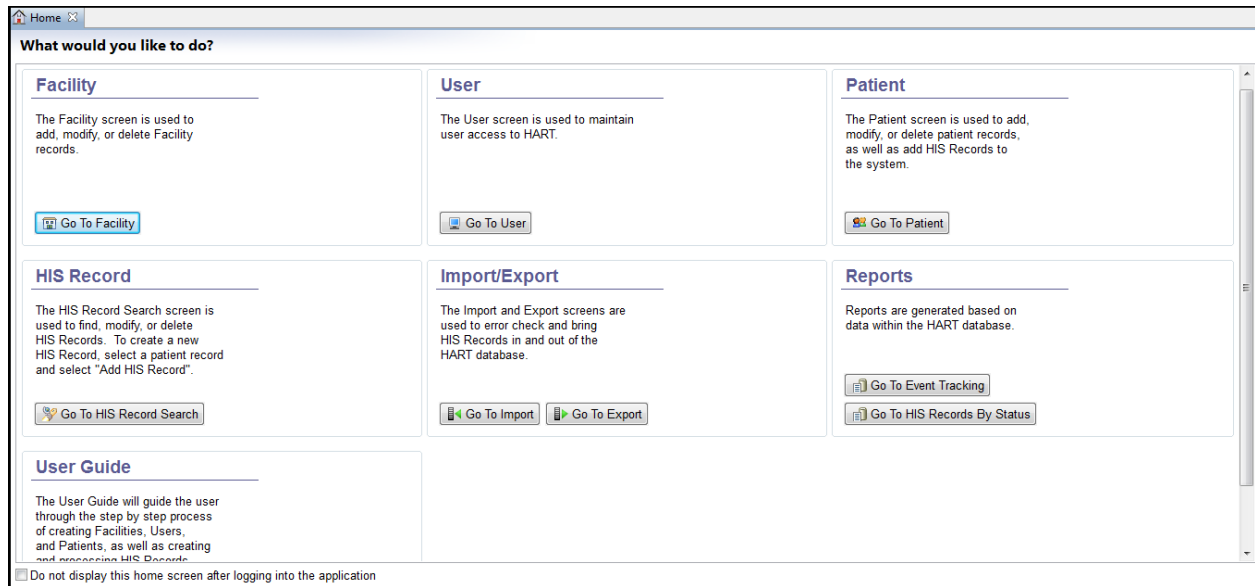 Home
What would you like to do?
Facility
The Facility screen is used to
add, modify, or delete Facility
records.
Go To Facility
User
The User screen is used to maintain
user access to HART.
Go To User
Patient
The Patient screen is used to add,
modify, or delete patient records,
as well as add HIS Records to
the system.
Go To Patient
HIS Record
The HIS Record Search screen is
used to find, modify, or delete
HIS Records. To create a new
HIS Record, select a patient record
and select "Add HIS Record".
Go To HIS Record Search
Import/Export
The Import and Export screens are
used to error check and bring
HIS Records in and out of the
HART database.
Go To Import
Go To Export
Reports
Reports are generated based on
data within the HART database.
Go To Event Tracking
Go To HIS Records By Status
User Guide
The User Guide will guide the user
through the step by step process
of creating Facilities, Users,
and Patients, as well as creating
and processing HIS Records
Do not display this home screen after logging into the application